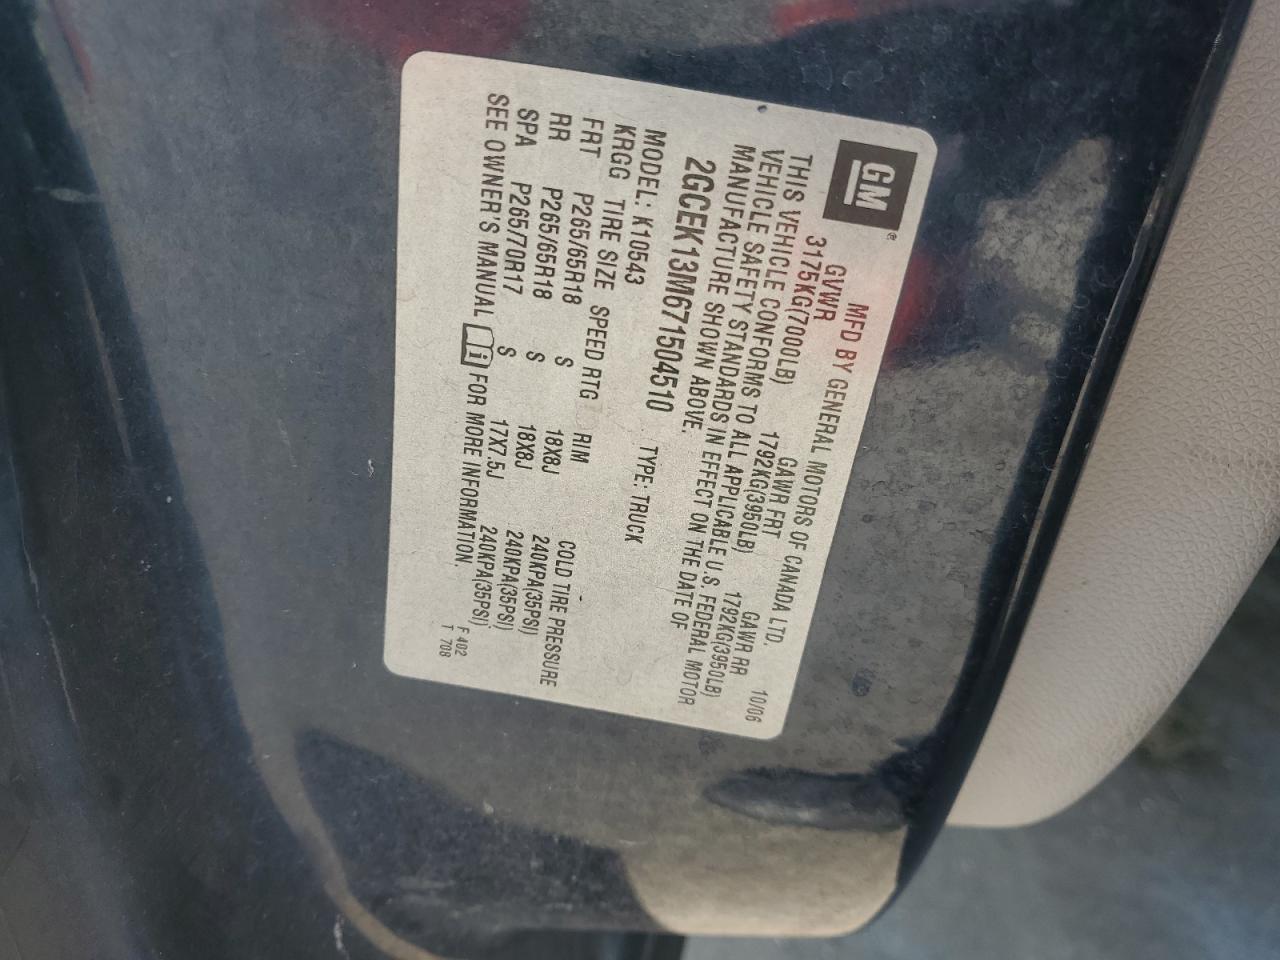 GM®
MFD BY GENERAL MOTORS OF CANADA LTD. 10/06
GVWR GAWR FRT GAWR RR
3175KG(7000LB) 1792KG(3950LB) 1792KG(3950LB)
THIS VEHICLE CONFORMS TO ALL APPLICABLE U.S. FEDERAL MOTOR
VEHICLE SAFETY STANDARDS IN EFFECT ON THE DATE OF
MANUFACTURE SHOWN ABOVE.
2GCEK13M671504510 TYPE: TRUCK
MODEL: K10543
KRGG TIRE SIZE SPEED RTG RIM COLD TIRE PRESSURE
FRT P265/65R18 S 18X8J 240KPA(35PSI)
RR P265/65R18 S 18X8J 240KPA(35PSI)
SPA P265/70R17 S 17X7.5J 240KPA(35PSI)
SEE OWNER'S MANUAL i FOR MORE INFORMATION.
F 402
T 708